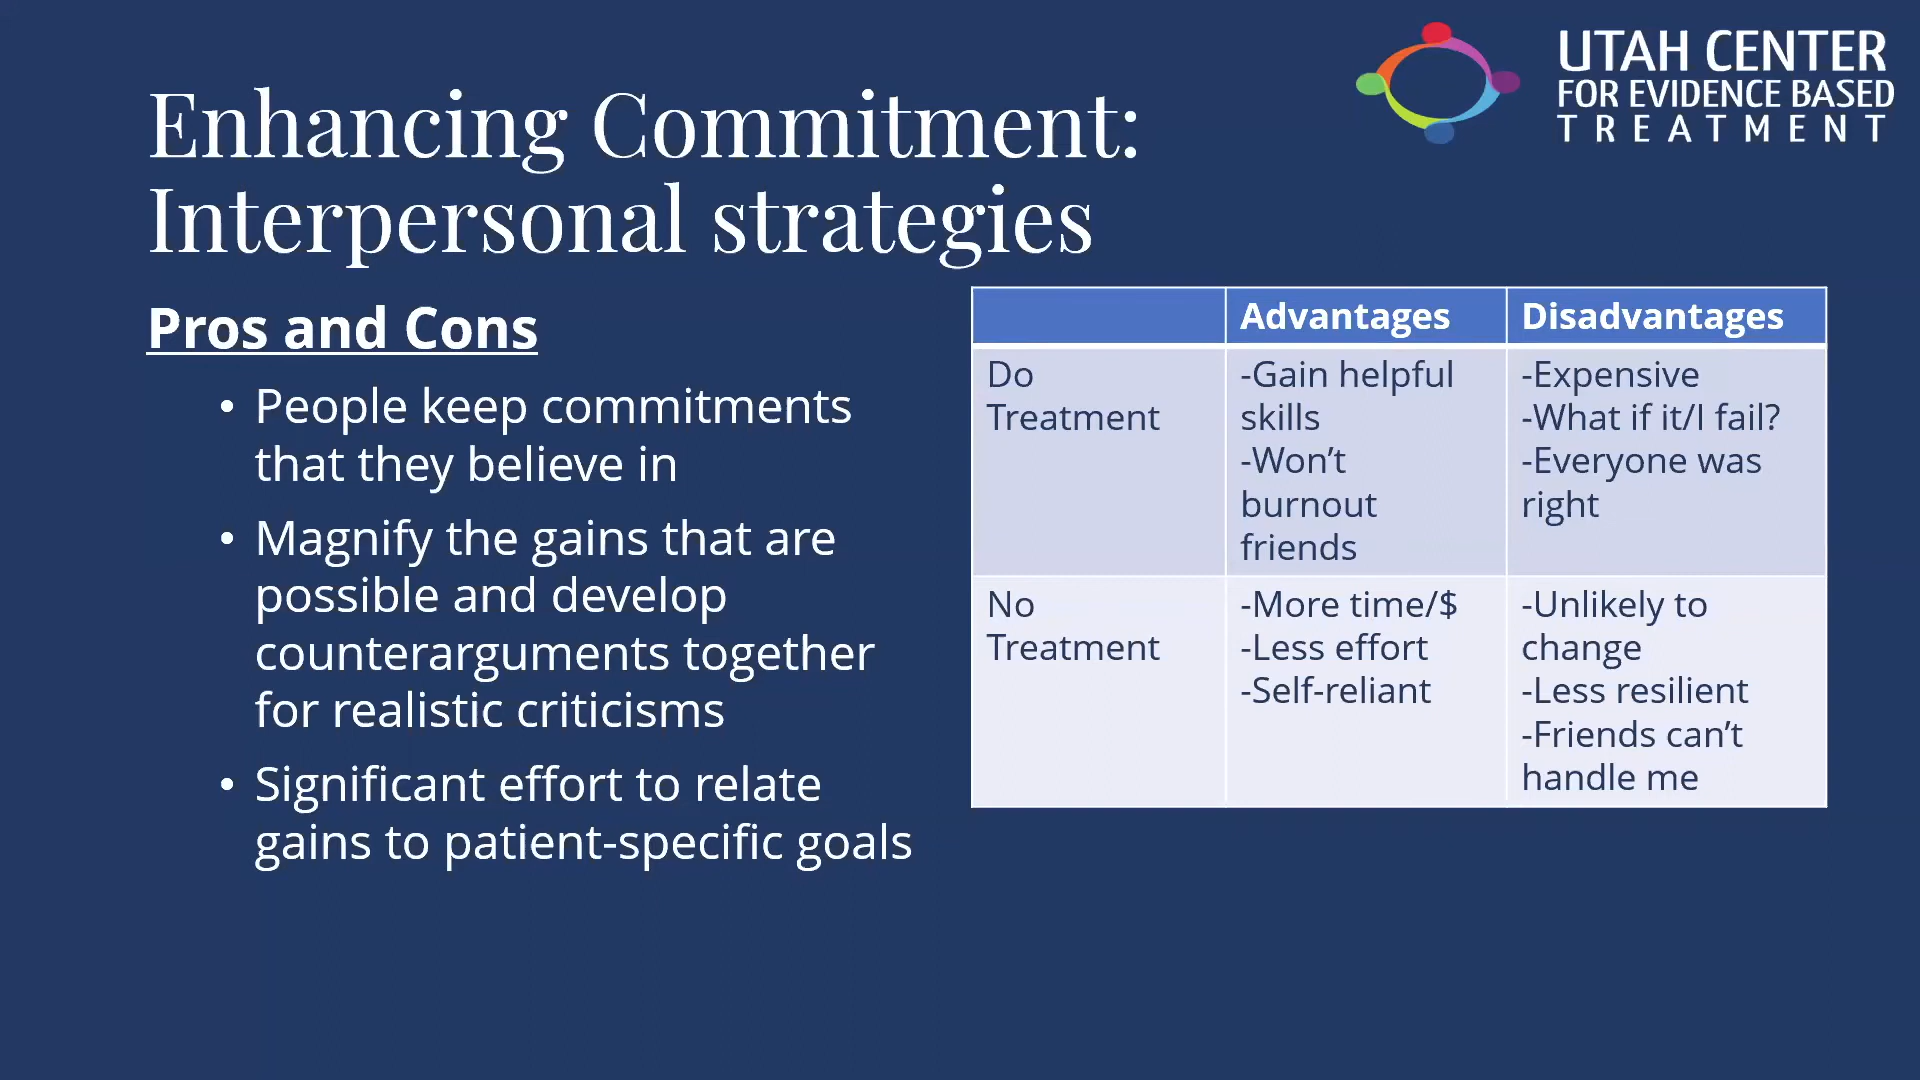 UTAH CENTER
FOR EVIDENCE BASED
TREATMENT
Enhancing Commitment:
Interpersonal strategies
Pros and Cons
• People keep commitments
that they believe in
• Magnify the gains that are
possible and develop
counterarguments together
for realistic criticisms
• Significant effort to relate
gains to patient-specific goals
Advantages
Disadvantages
Do
Treatment
-Gain helpful
skills
-Won’t
burnout
friends
-Expensive
-What if it/I fail?
-Everyone was
right
No
Treatment
-More time/$
-Less effort
-Self-reliant
-Unlikely to
change
-Less resilient
-Friends can’t
handle me